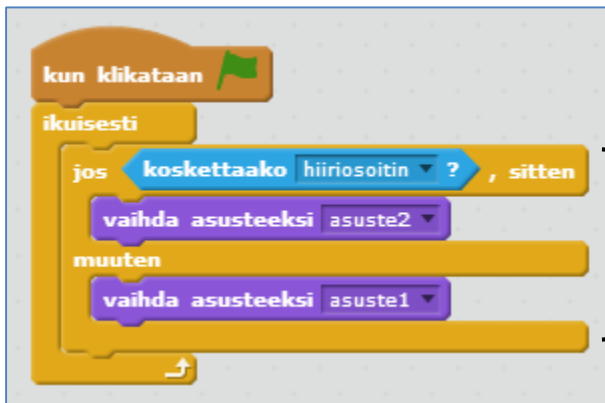 kun klikataan
ikuisesti
jos koskettaako hiiriosoitin ? , sitten
vaihda asusteeksi asuste2
muuten
vaihda asusteeksi asuste1